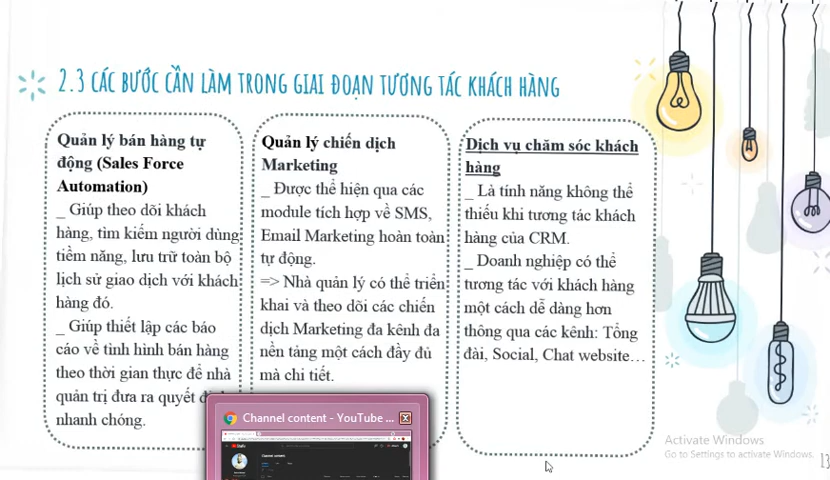 2.3 CÁC BƯỚC CẦN LÀM TRONG GIAI ĐOẠN TƯƠNG TÁC KHÁCH HÀNG
Quản lý bán hàng tự
động (Sales Force
Automation)
_ Giúp theo dõi khách
hàng, tìm kiếm người dùng
tiềm năng, lưu trữ toàn bộ
lịch sử giao dịch với khách
hàng đó.
_ Giúp thiết lập các báo
cáo về tình hình bán hàng
theo thời gian thực để nhà
quản trị đưa ra quyết
nhanh chóng.
Quản lý chiến dịch
Marketing
_ Được thể hiện qua các
module tích hợp về SMS,
Email Marketing hoàn toàn
tự động.
=> Nhà quản lý có thể triển
khai và theo dõi các chiến
dịch Marketing đa kênh đa
nền tảng một cách đầy đủ
mà chi tiết.
Dịch vụ chăm sóc khách
hàng
_ Là tính năng không thể
thiếu khi tương tác khách
hàng của CRM.
_ Doanh nghiệp có thể
tương tác với khách hàng
một cách dễ dàng hơn
thông qua các kênh: Tổng
đài, Social, Chat website…
Channel content - YouTube ...
Activate Windows
Go to Settings to activate Windows.
13